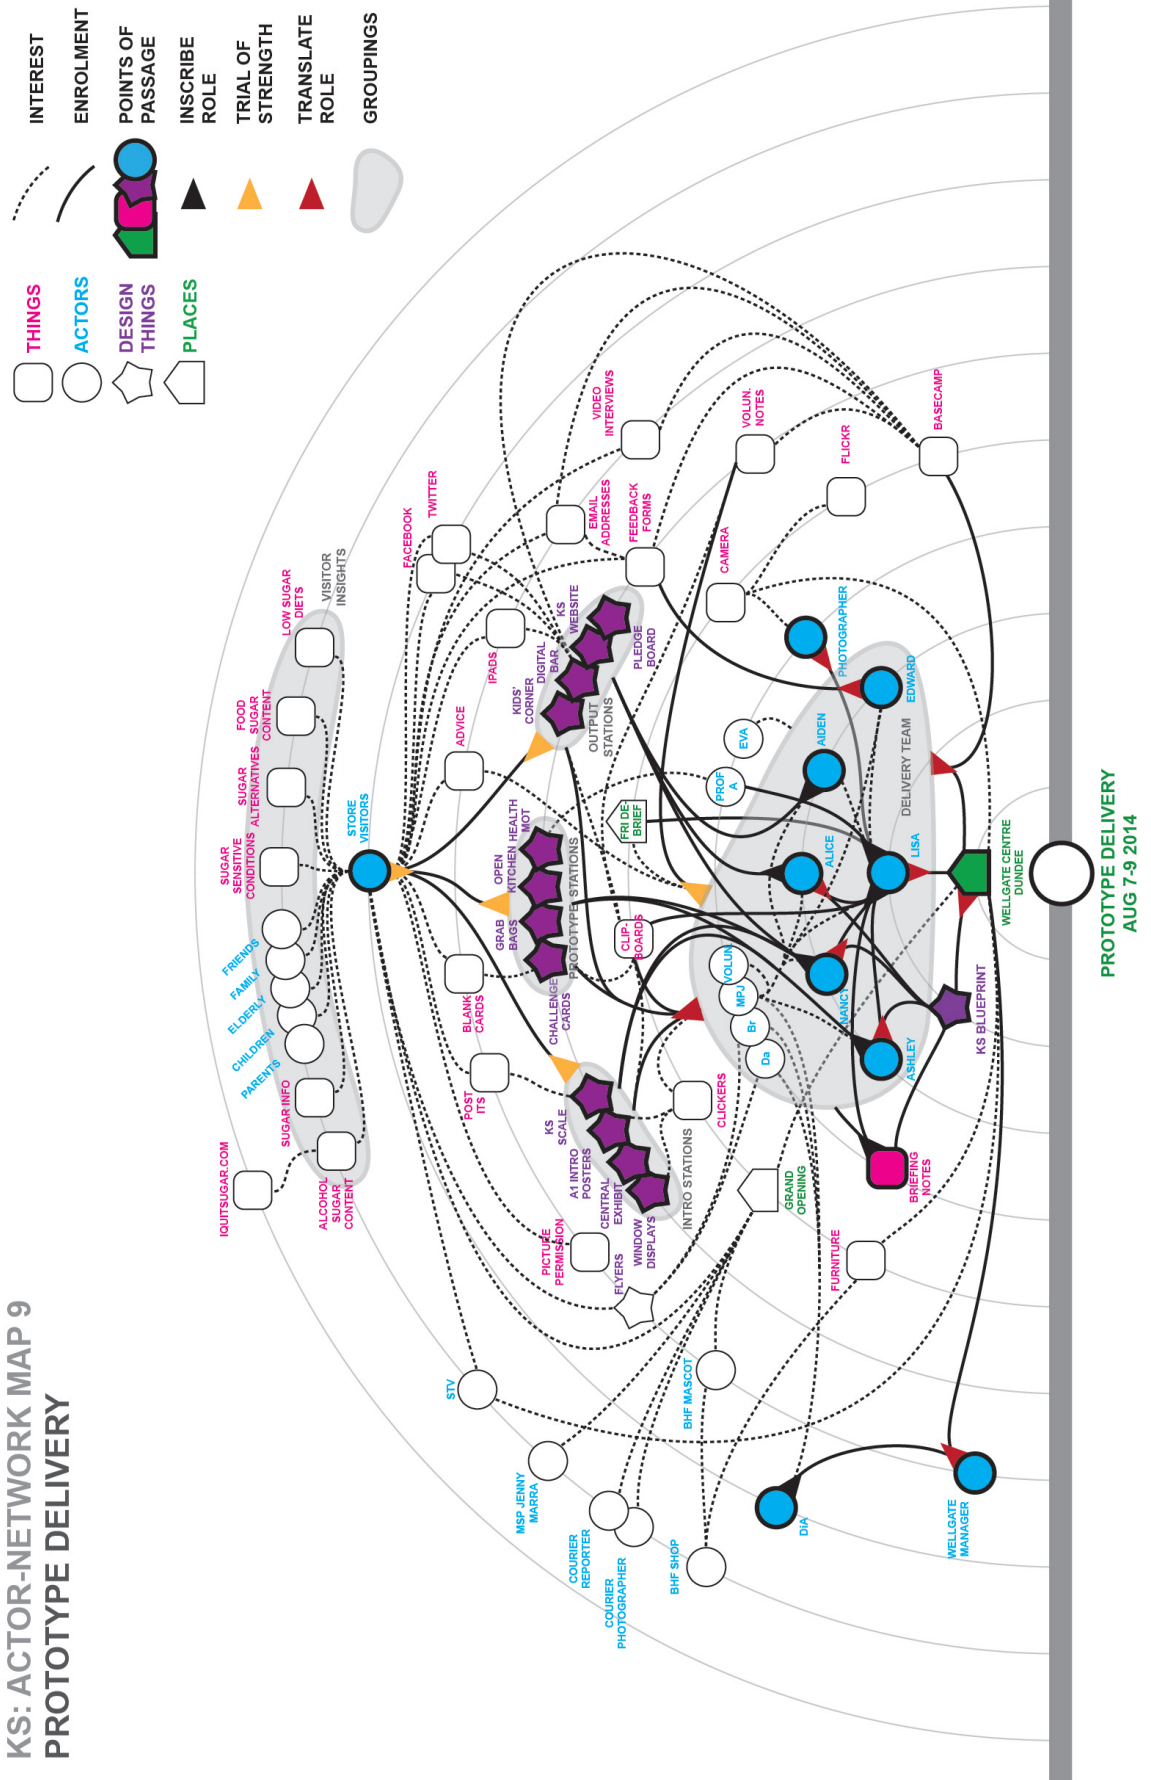 KS: ACTOR-NETWORK MAP 9
PROTOTYPE DELIVERY
THINGS
ACTORS
DESIGN
THINGS
PLACES
INTEREST
ENROLMENT
POINTS OF
PASSAGE
INSCRIBE
ROLE
TRIAL OF
STRENGTH
TRANSLATE
ROLE
GROUPINGS
IQUITSUGAR.COM
ALCOHOL
SUGAR
CONTENT
SUGAR INFO
PARENTS
CHILDREN
ELDERLY
FAMILY
FRIENDS
SUGAR
SENSITIVE
CONDITIONS
SUGAR
ALTERNATIVES
FOOD
SUGAR
CONTENT
LOW SUGAR
DIETS
VISITOR
INSIGHTS
STORE
VISITORS
FACEBOOK
TWITTER
STV
MSP JENNY
MARRA
COURIER
REPORTER
COURIER
PHOTOGRAPHER
BHF SHOP
BHF MASCOT
PICTURE
PERMISSION
FLYERS
POST
ITS
BLANK
CARDS
ADVICE
IPADS
EMAIL
ADDRESSES
VIDEO
INTERVIEWS
FEEDBACK
FORMS
KS
SCALE
A1 INTRO
POSTERS
CENTRAL
EXHIBIT
WINDOW
DISPLAYS
INTRO STATIONS
CHALLENGE
CARDS
GRAB
BAGS
OPEN
KITCHEN
HEALTH
MOT
PROTOTYPE STATIONS
KIDS'
CORNER
DIGITAL
BAR
KS
WEBSITE
PLEDGE
BOARD
OUTPUT
STATIONS
CLIP-
BOARDS
FRI DE-
BRIEF
CLICKERS
GRAND
OPENING
CAMERA
VOLUN.
NOTES
FLICKR
BASECAMP
FURNITURE
BRIEFING
NOTES
DiA
WELLGATE
MANAGER
Da
Br
MPJ
VOLUN.
PROF
A
EVA
AIDEN
PHOTOGRAPHER
EDWARD
DELIVERY TEAM
ALICE
LISA
NANCY
ASHLEY
KS BLUEPRINT
WELLGATE CENTRE
DUNDEE
PROTOTYPE DELIVERY
AUG 7-9 2014